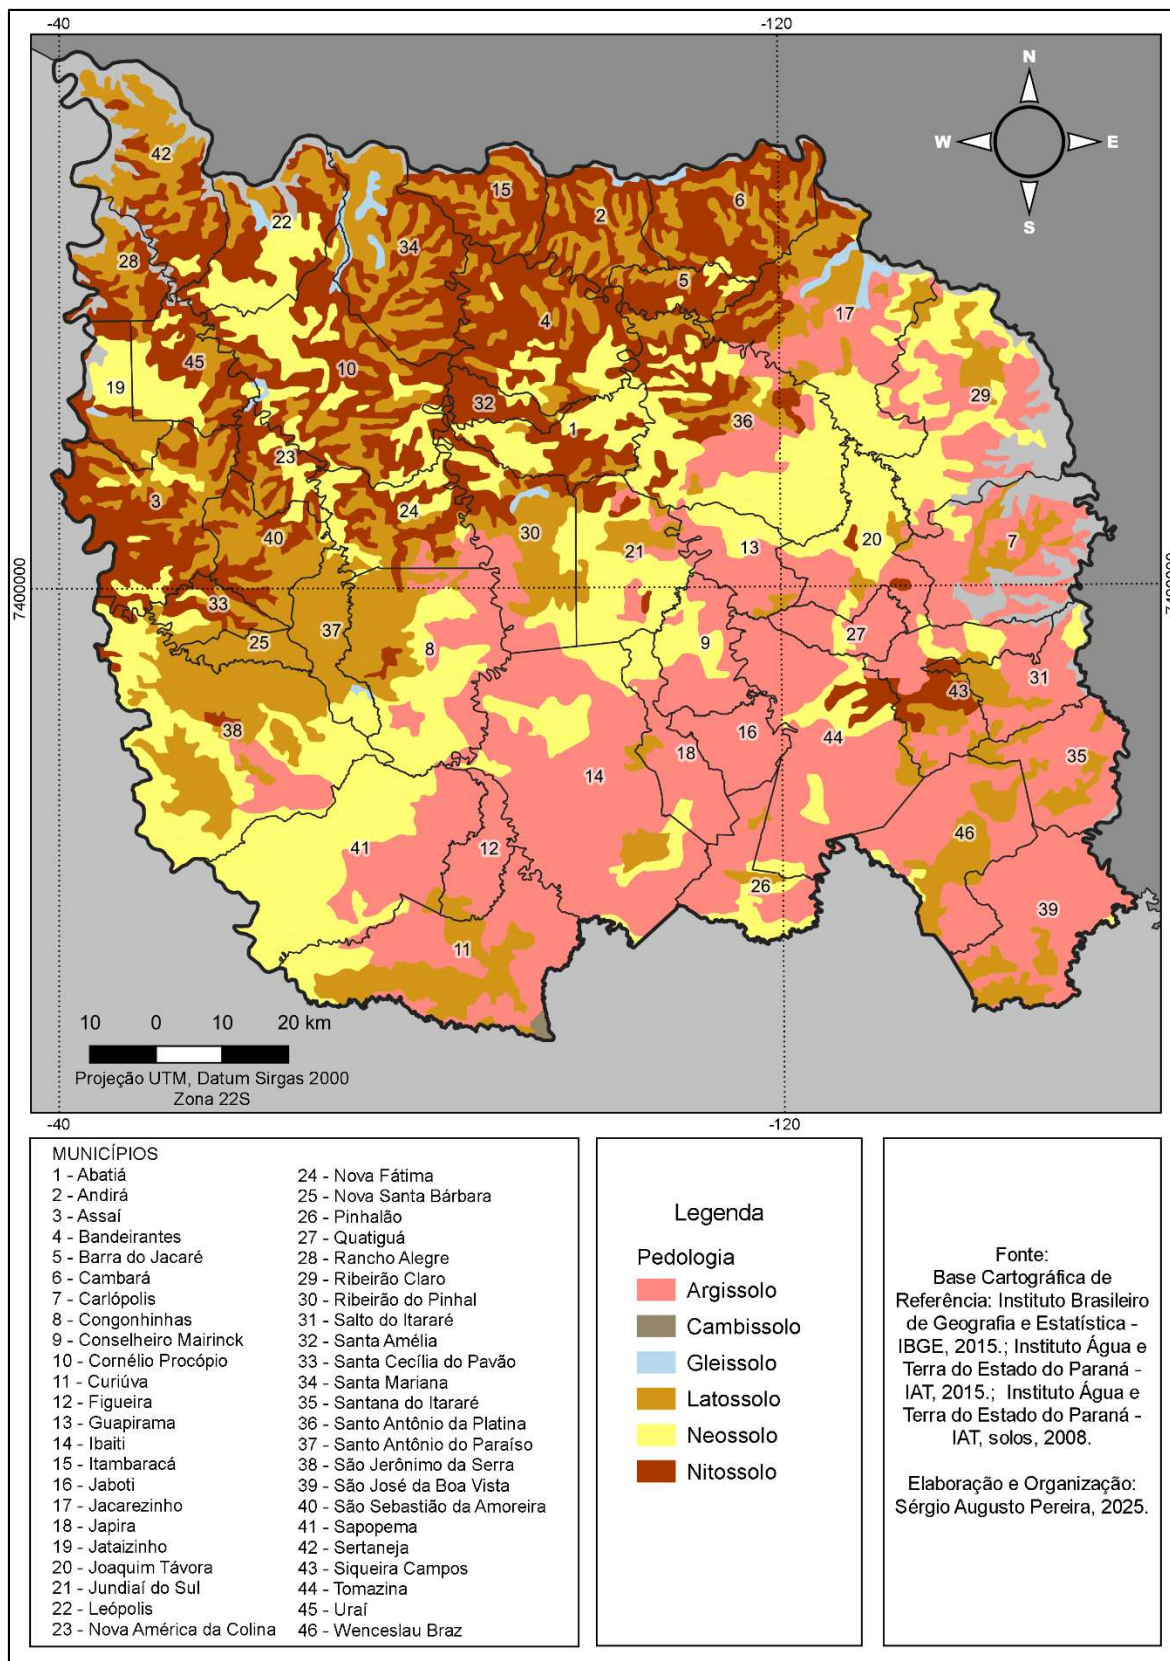 -40
-120
N
W
E
S
42
15
2
6
22
34
28
5
4
17
45
10
19
29
32
36
1
23
3
24
30
40
21
13
20
7
7400000
7400000
33
37
25
8
9
27
31
43
38
16
44
18
14
35
41
12
46
26
39
11
10 0 10 20 km
Projeção UTM, Datum Sirgas 2000
Zona 22S
-40
-120
MUNICÍPIOS
1 - Abatiá
2 - Andirá
3 - Assaí
4 - Bandeirantes
5 - Barra do Jacaré
6 - Cambará
7 - Carlópolis
8 - Congonhinhas
9 - Conselheiro Mairinck
10 - Cornélio Procópio
11 - Curiúva
12 - Figueira
13 - Guapirama
14 - Ibaiti
15 - Itambaracá
16 - Jaboti
17 - Jacarezinho
18 - Japira
19 - Jataizinho
20 - Joaquim Távora
21 - Jundiaí do Sul
22 - Leópolis
23 - Nova América da Colina
24 - Nova Fátima
25 - Nova Santa Bárbara
26 - Pinhalão
27 - Quatiguá
28 - Rancho Alegre
29 - Ribeirão Claro
30 - Ribeirão do Pinhal
31 - Salto do Itararé
32 - Santa Amélia
33 - Santa Cecília do Pavão
34 - Santa Mariana
35 - Santana do Itararé
36 - Santo Antônio da Platina
37 - Santo Antônio do Paraíso
38 - São Jerônimo da Serra
39 - São José da Boa Vista
40 - São Sebastião da Amoreira
41 - Sapopema
42 - Sertaneja
43 - Siqueira Campos
44 - Tomazina
45 - Uraí
46 - Wenceslau Braz
Legenda
Pedologia
Argissolo
Cambissolo
Gleissolo
Latossolo
Neossolo
Nitossolo
Fonte:
Base Cartográfica de
Referência: Instituto Brasileiro
de Geografia e Estatística -
IBGE, 2015.; Instituto Água e
Terra do Estado do Paraná -
IAT, 2015.; Instituto Água e
Terra do Estado do Paraná -
IAT, solos, 2008.
Elaboração e Organização:
Sérgio Augusto Pereira, 2025.